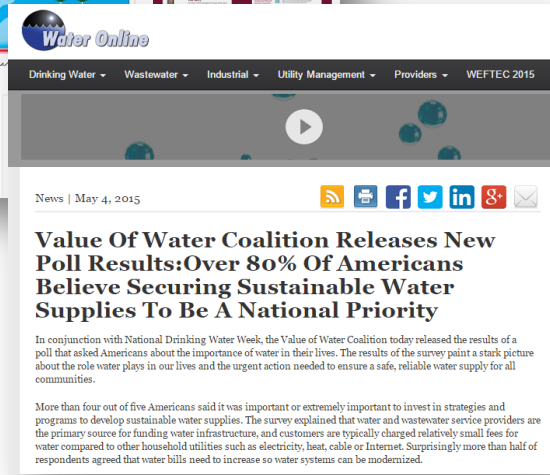 Water Online
Drinking Water Wastewater Industrial Utility Management Providers WEFTEC 2015
News | May 4, 2015
Value Of Water Coalition Releases New
Poll Results:Over 80% Of Americans
Believe Securing Sustainable Water
Supplies To Be A National Priority
In conjunction with National Drinking Water Week, the Value of Water Coalition today released the results of a
poll that asked Americans about the importance of water in their lives. The results of the survey paint a stark picture
about the role water plays in our lives and the urgent action needed to ensure a safe, reliable water supply for all
communities.
More than four out of five Americans said it was important or extremely important to invest in strategies and
programs to develop sustainable water supplies. The survey explained that water and wastewater service providers are
the primary source for funding water infrastructure, and customers are typically charged relatively small fees for
water compared to other household utilities such as electricity, heat, cable or Internet. Surprisingly more than half of
respondents agreed that water bills need to increase so water systems can be modernized.